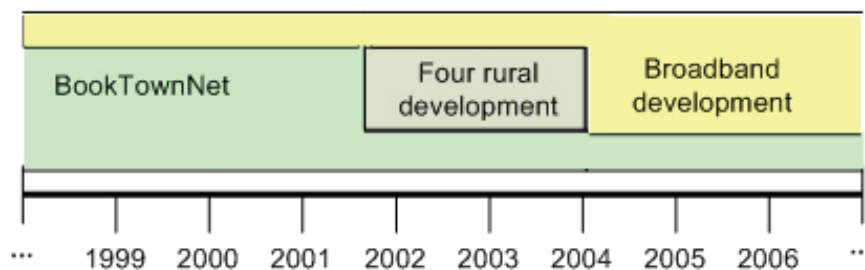 BookTownNet
Four rural
development
Broadband
development
... 1999 2000 2001 2002 2003 2004 2005 2006 ..